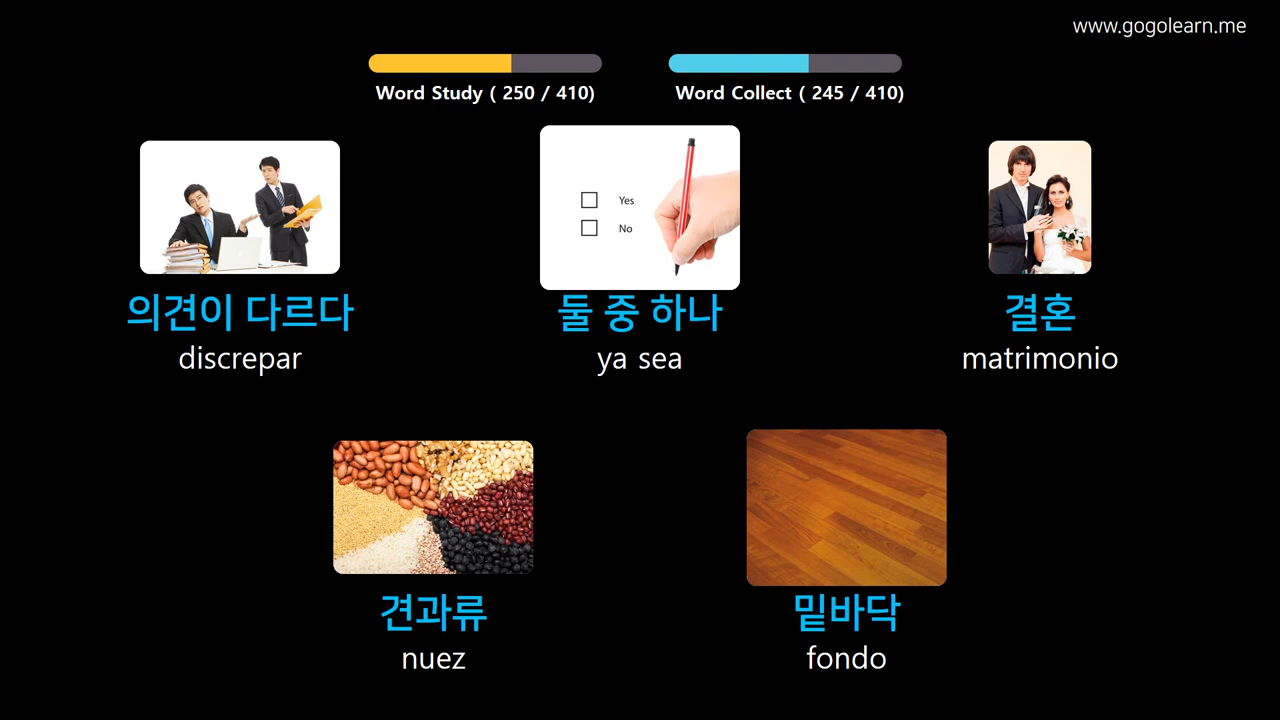 www.gogolearn.me
Word Study ( 250 / 410)
Word Collect ( 245 / 410)
Yes
No
의견이 다르다
discrepar
둘 중 하나
ya sea
결혼
matrimonio
견과류
nuez
밑바닥
fondo